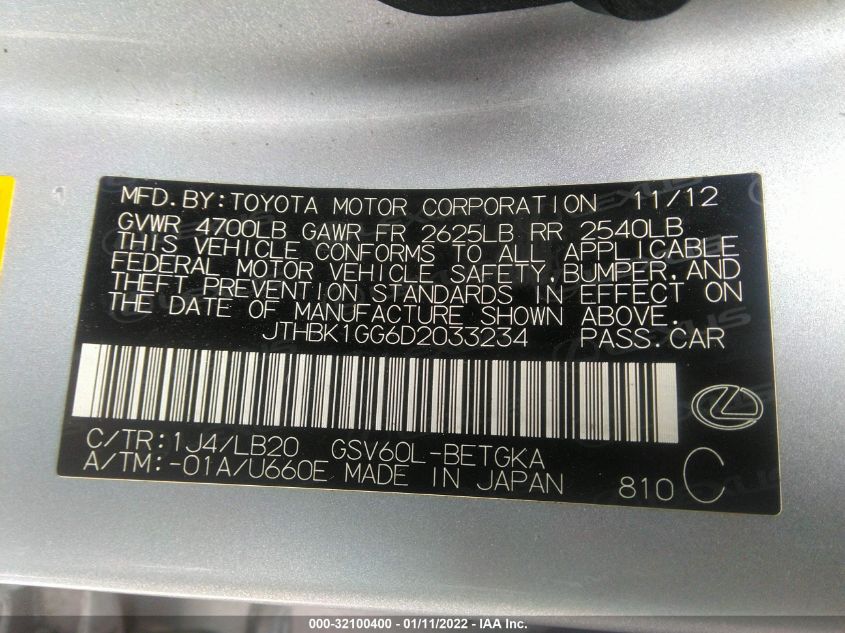 MFD.BY:TOYOTA MOTOR CORPORATION 11/12
GVWR 4700LB GAWR FR 2625LB RR 2540LB
THIS VEHICLE CONFORMS TO ALL APPLICABLE
FEDERAL MOTOR VEHICLE SAFETY,BUMPER,AND
THEFT PREVENTION STANDARDS IN EFFECT ON
THE DATE OF MANUFACTURE SHOWN ABOVE.
JTHBK1GG6D2033234 PASS.CAR
C/TR:1J4/LB20 GSV60L-BETGKA
A/TM:-01A/U660E MADE IN JAPAN 810 C
000-32100400 - 01/11/2022 - IAA Inc.